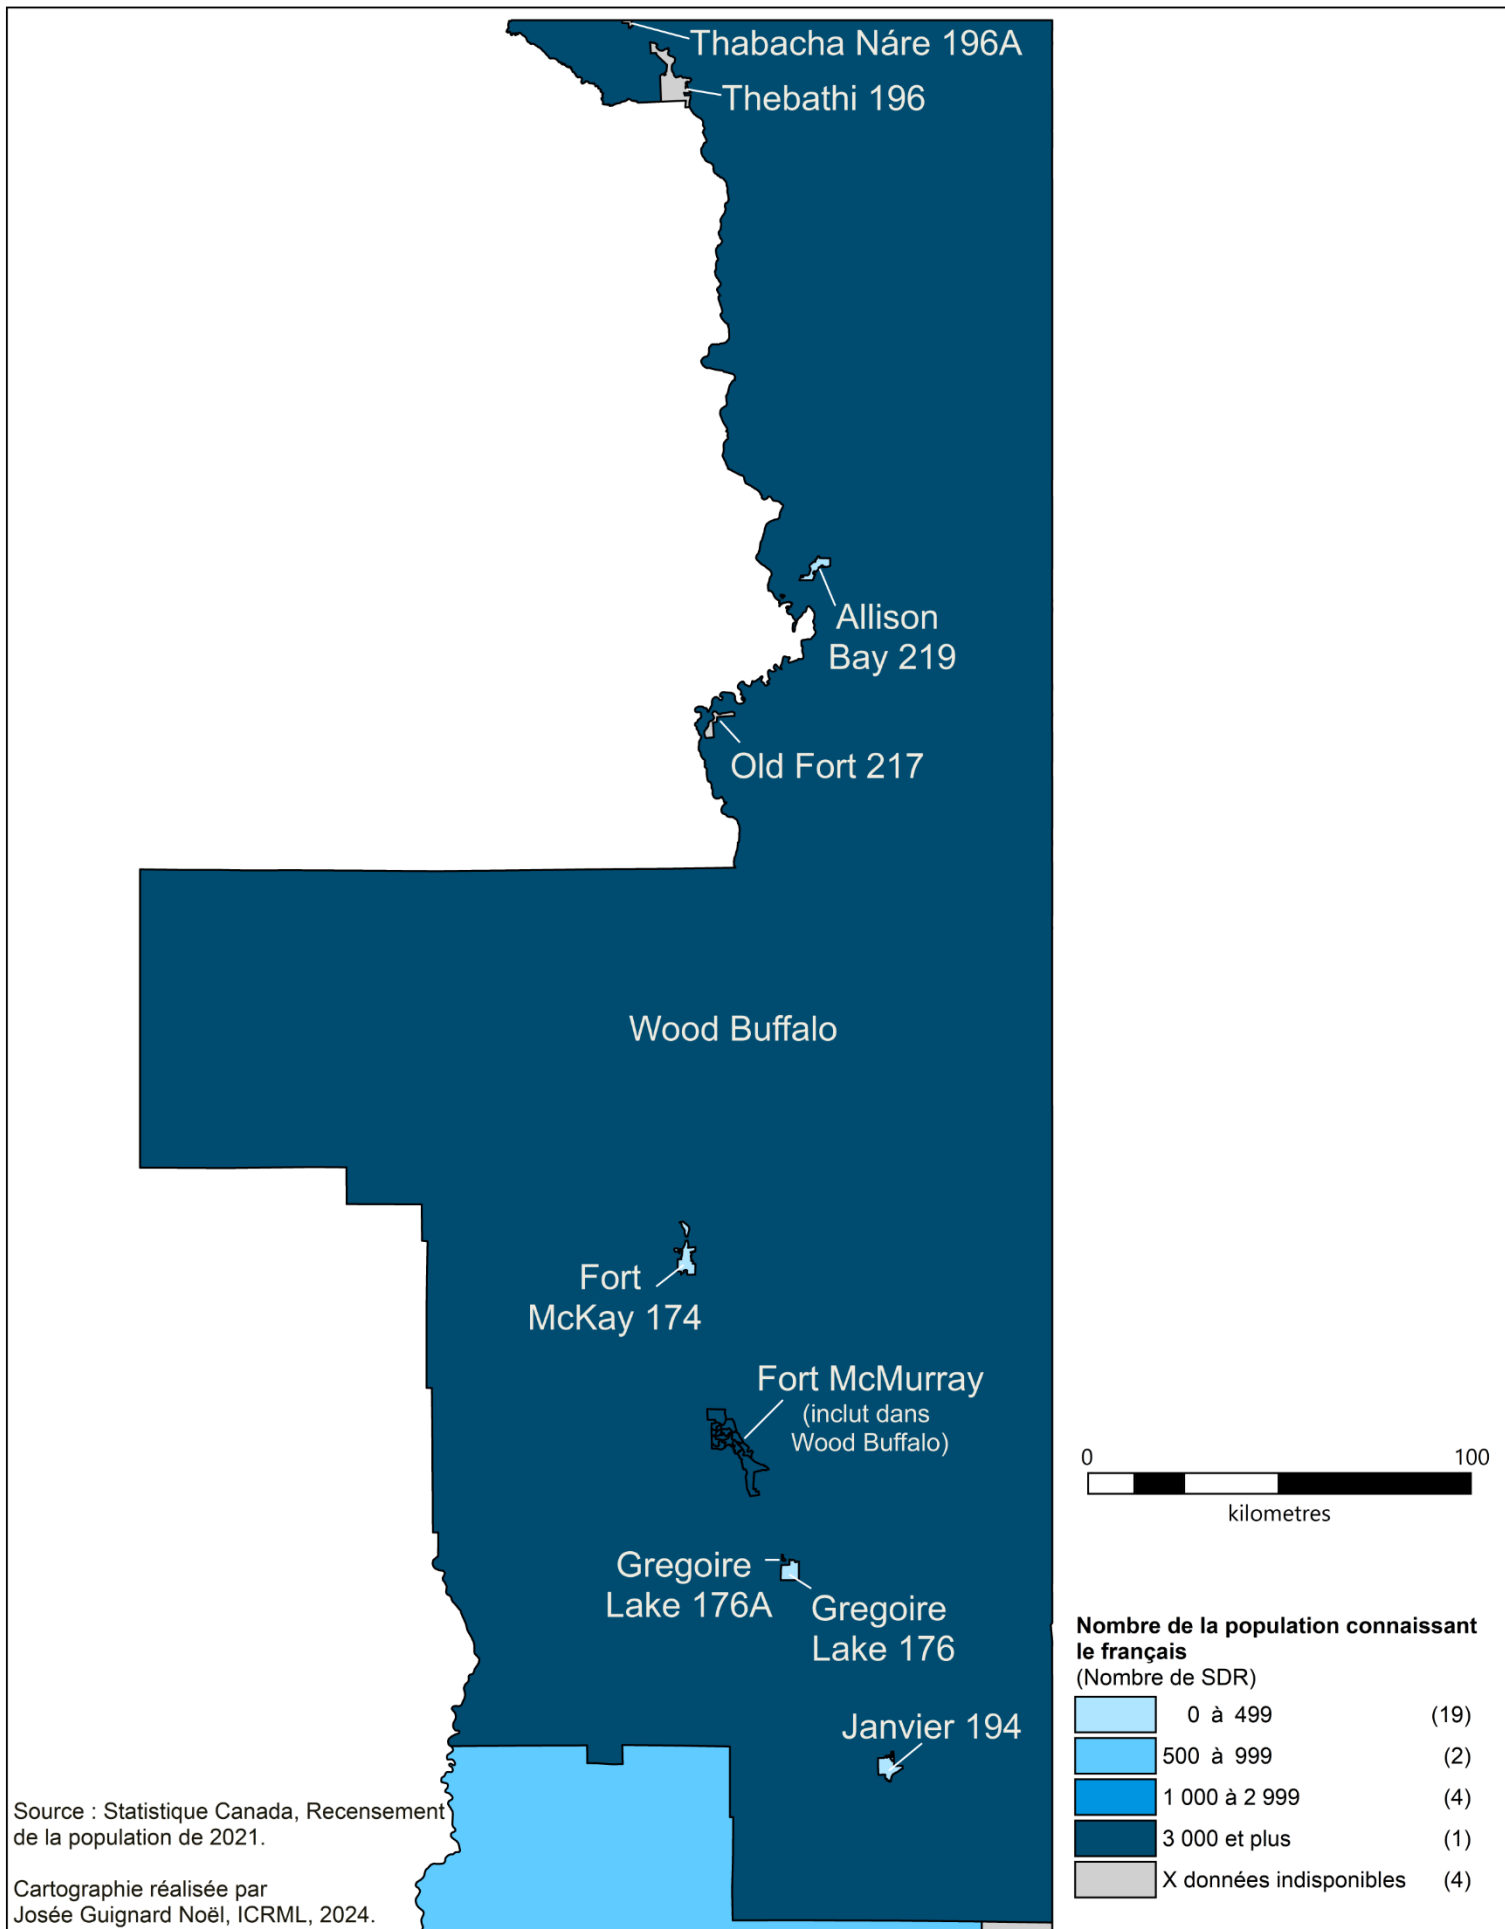 Thabacha Náre 196A
Thebathi 196
Allison
Bay 219
Old Fort 217
Wood Buffalo
Fort
McKay 174
Fort McMurray
(inclut dans
Wood Buffalo)
0 100
kilometres
Gregoire
Lake 176A
Gregoire
Lake 176
Janvier 194
Nombre de la population connaissant
le français
(Nombre de SDR)
0 à 499 (19)
500 à 999 (2)
1 000 à 2 999 (4)
3 000 et plus (1)
X données indisponibles (4)
Source : Statistique Canada, Recensement
de la population de 2021.
Cartographie réalisée par
Josée Guignard Noël, ICRML, 2024.